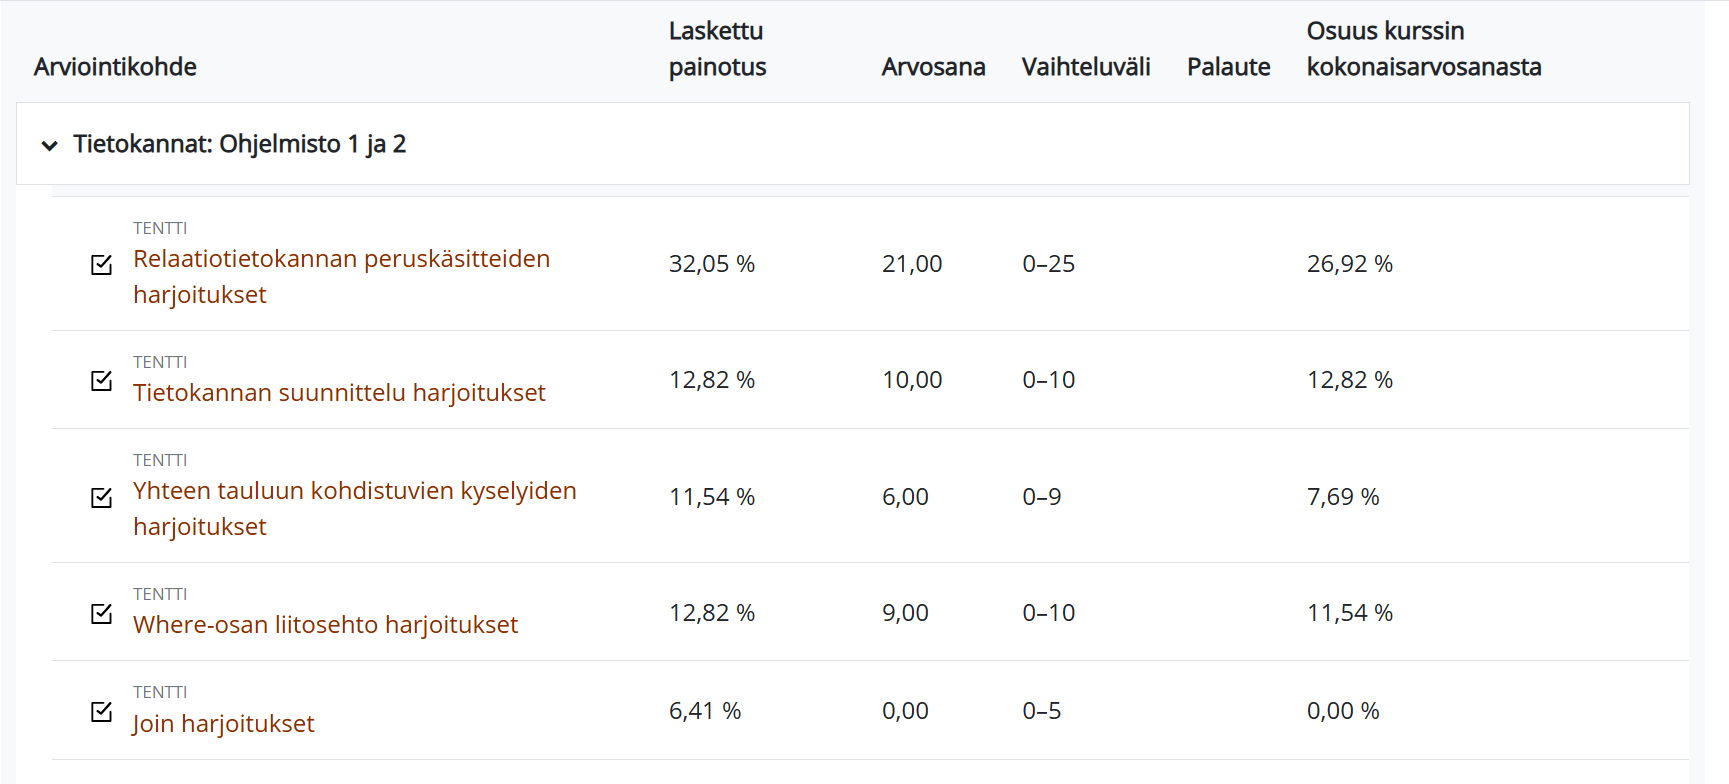 Arviointikohde
Laskettu
painotus
Arvosana
Vaihteluväli
Palaute
Osuus kurssin
kokonaisarvosanasta
Tietokannat: Ohjelmisto 1 ja 2
TENTTI
Relaatiotietokannan peruskäsitteiden
harjoitukset
32,05 %
21,00
0–25
26,92 %
TENTTI
Tietokannan suunnittelu harjoitukset
12,82 %
10,00
0–10
12,82 %
TENTTI
Yhteen tauluun kohdistuvien kyselyiden
harjoitukset
11,54 %
6,00
0–9
7,69 %
TENTTI
Where-osan liitosehto harjoitukset
12,82 %
9,00
0–10
11,54 %
TENTTI
Join harjoitukset
6,41 %
0,00
0–5
0,00 %